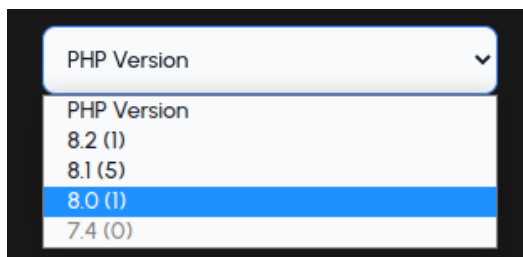 PHP Version
PHP Version
8.2 (1)
8.1 (5)
8.0 (1)
7.4 (0)